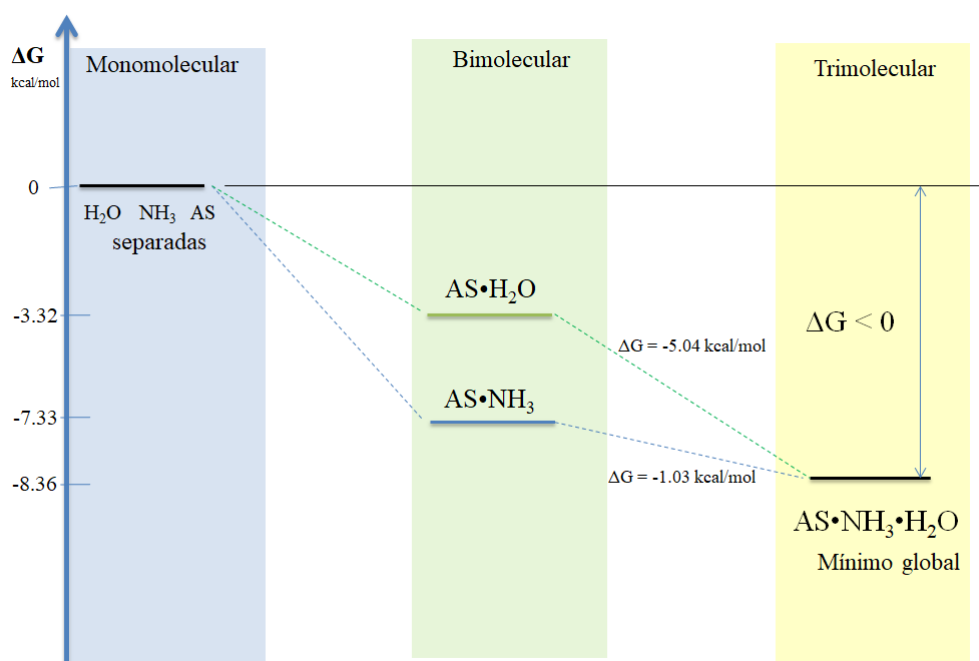 ΔG
kcal/mol
Monomolecular
Bimolecular
Trimolecular
0
H₂O NH₃ AS
separadas
AS•H₂O
-3.32
ΔG < 0
ΔG = -5.04 kcal/mol
AS•NH₃
-7.33
ΔG = -1.03 kcal/mol
-8.36
AS•NH₃•H₂O
Mínimo global